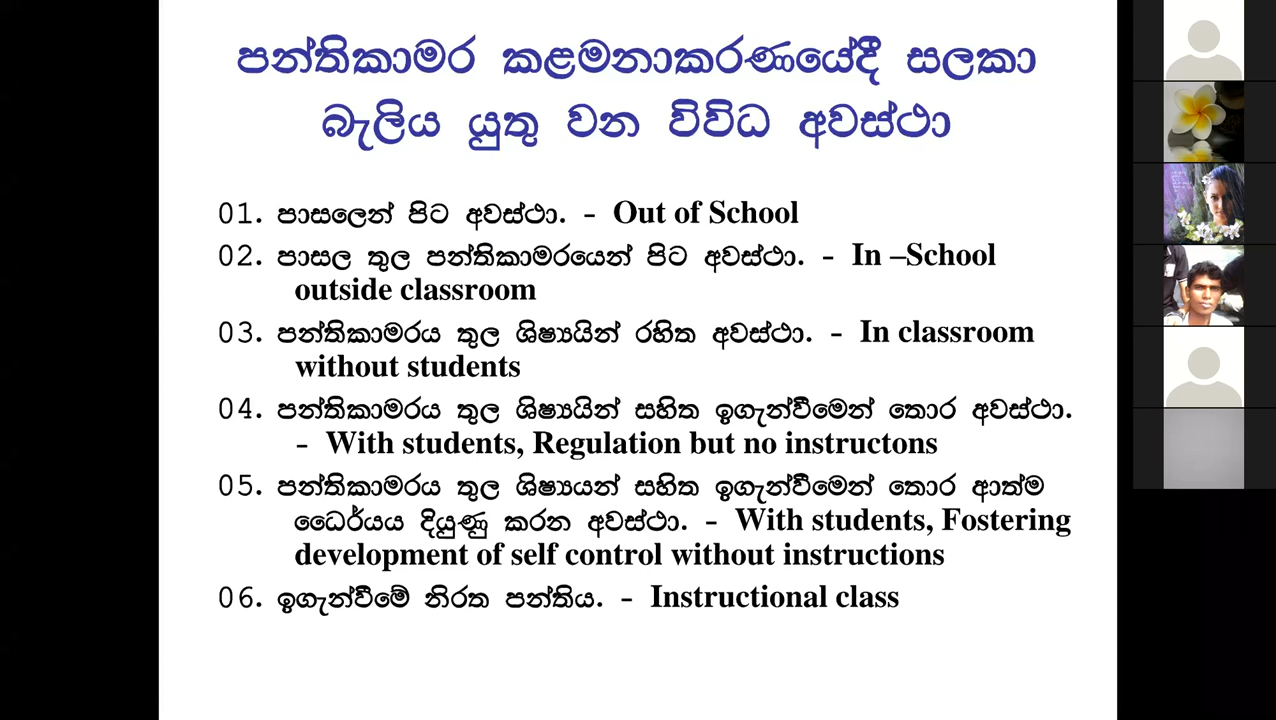 පන්තිකාමර කළමනාකරණයේදී සලකා
බැලිය යුතු වන විවිධ අවස්ථා
01. පාසලෙන් පිට අවස්ථා. - Out of School
02. පාසල තුල පන්තිකාමරයෙන් පිට අවස්ථා. - In –School
outside classroom
03. පන්තිකාමරය තුල ශිෂ්‍යයින් රහිත අවස්ථා. - In classroom
without students
04. පන්තිකාමරය තුල ශිෂ්‍යයින් සහිත ඉගැන්වීමෙන් තොර අවස්ථා.
- With students, Regulation but no instructons
05. පන්තිකාමරය තුල ශිෂ්‍යයන් සහිත ඉගැන්වීමෙන් තොර ආත්ම
ධෛර්යය දියුණු කරන අවස්ථා. - With students, Fostering
development of self control without instructions
06. ඉගැන්වීමේ නිරත පන්තිය. - Instructional class